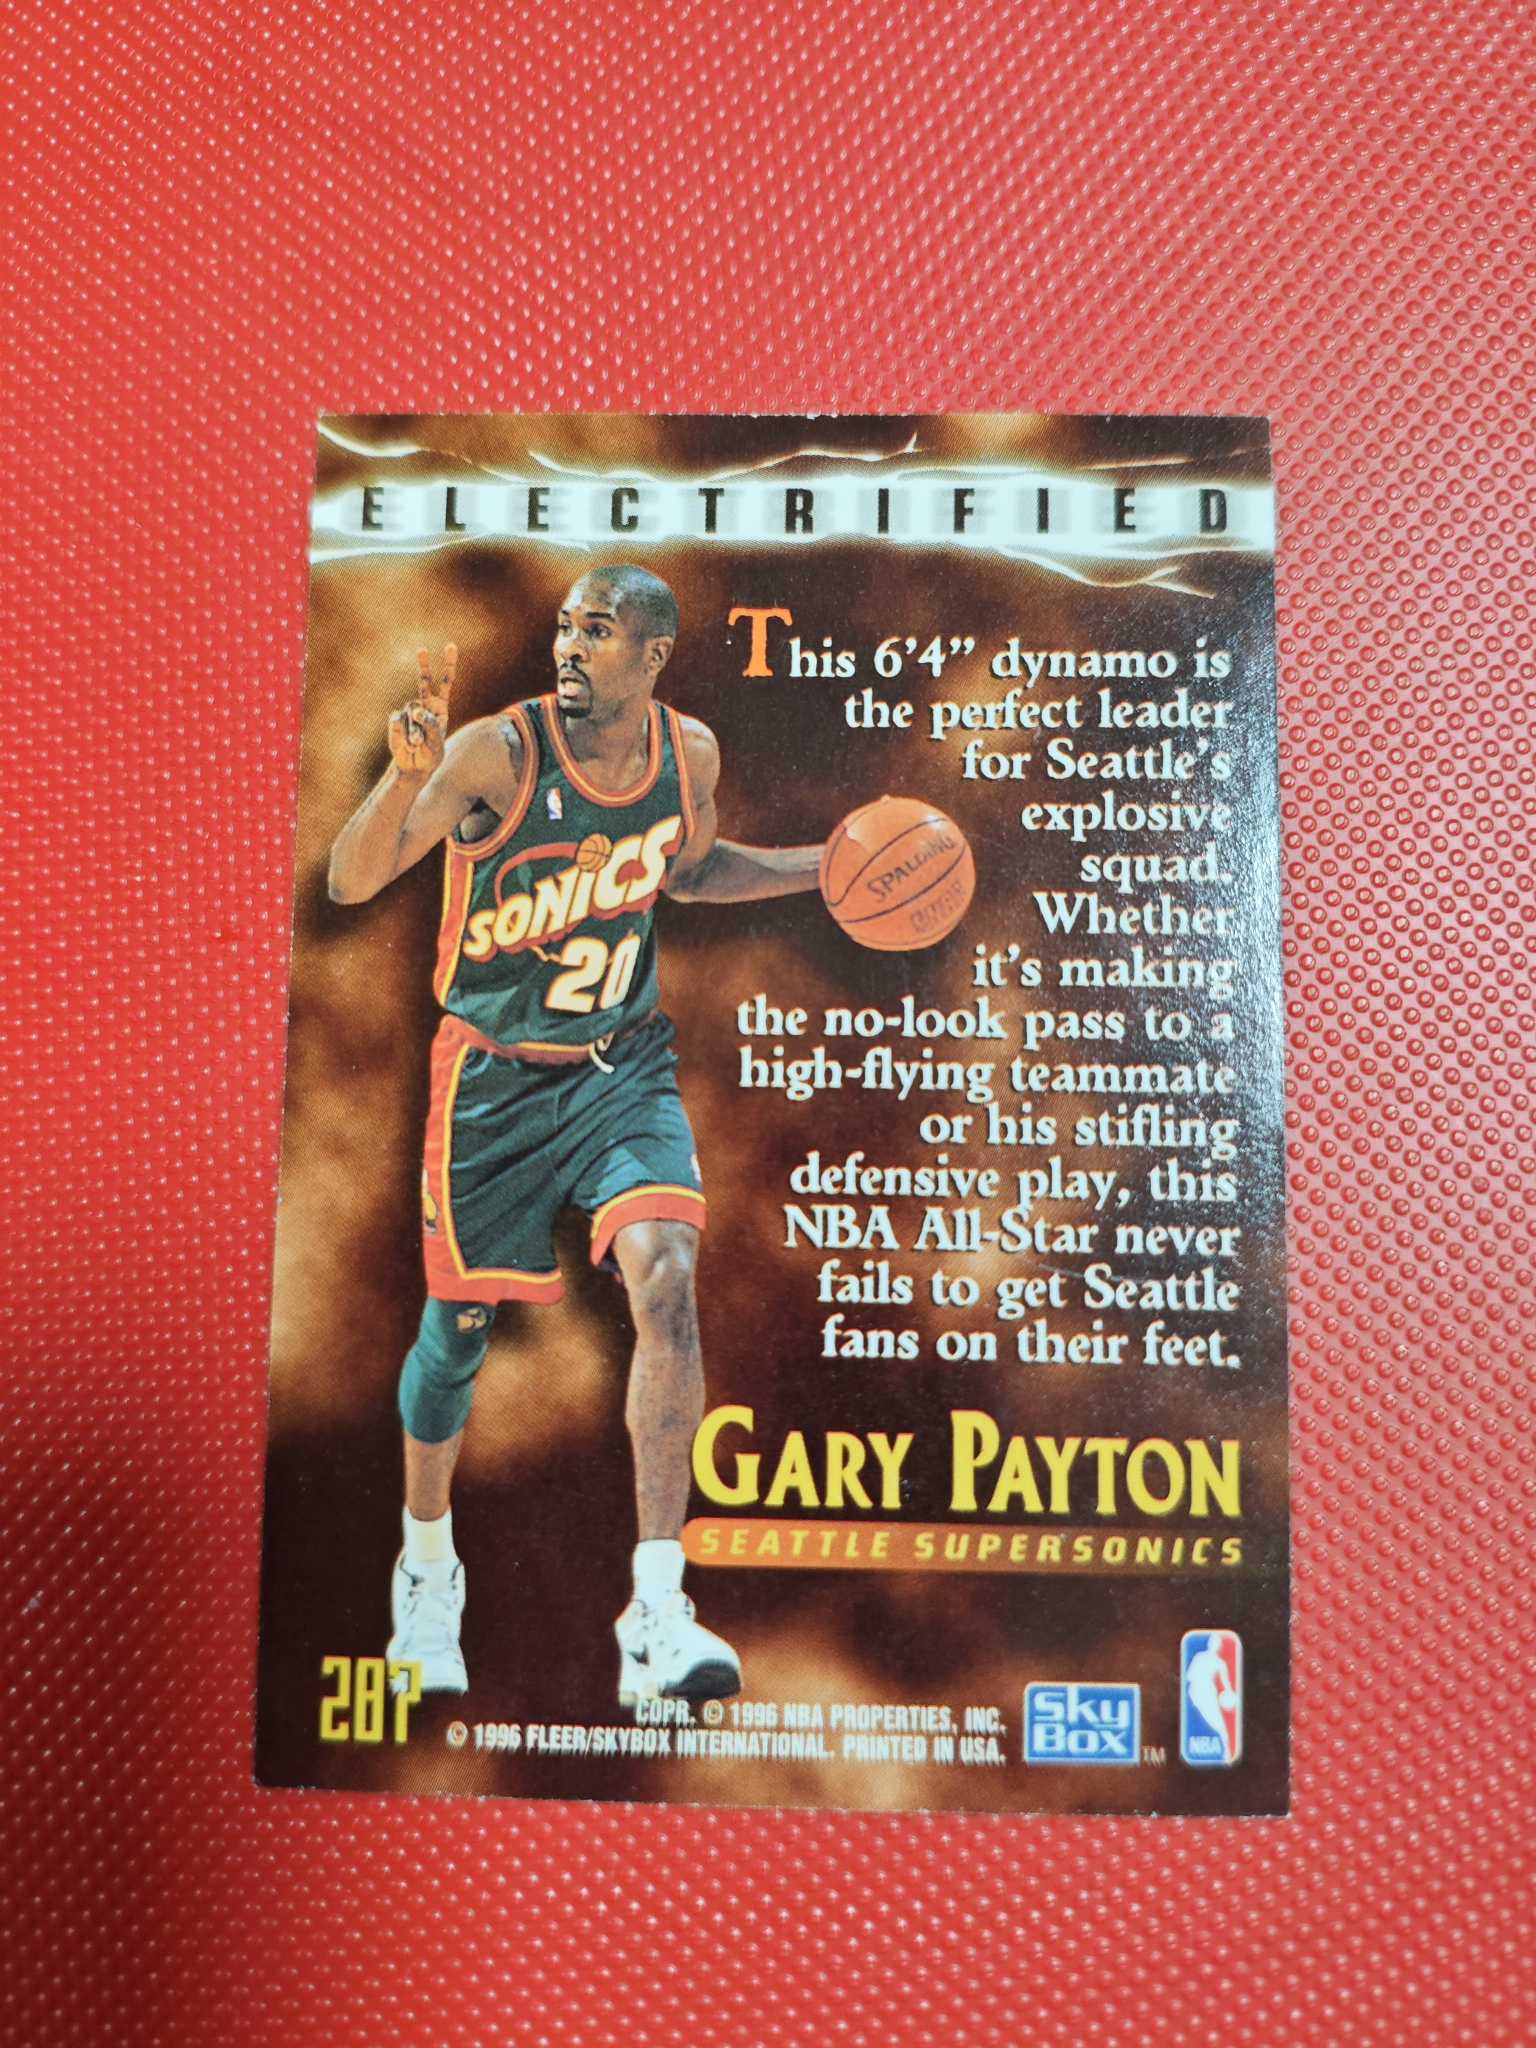 ELECTRIFIED
This 6'4” dynamo is
the perfect leader
for Seattle's
explosive
squad.
Whether
it's making
the no-look pass to a
high-flying teammate
or his stifling
defensive play, this
NBA All-Star never
fails to get Seattle
fans on their feet.
SPALDING
SONICS
20
GARY PAYTON
SEATTLE SUPERSONICS
287
COPR. © 1996 NBA PROPERTIES, INC.
© 1996 FLEER/SKYBOX INTERNATIONAL. PRINTED IN USA.
Sky
Box
TM
NBA